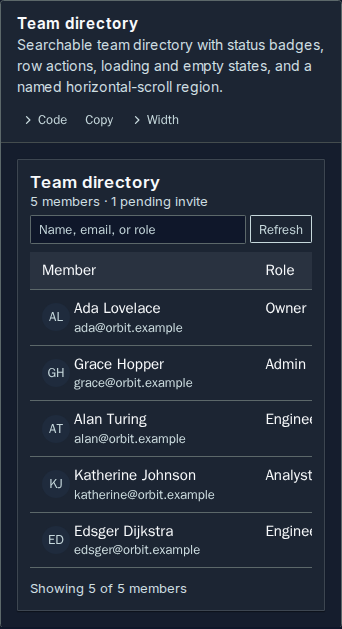 Team directory
Searchable team directory with status badges,
row actions, loading and empty states, and a
named horizontal-scroll region.
Code Copy Width
Team directory
5 members · 1 pending invite
Name, email, or role Refresh
Member Role
AL Ada Lovelace Owner
ada@orbit.example
GH Grace Hopper Admin
grace@orbit.example
AT Alan Turing Enginee
alan@orbit.example
KJ Katherine Johnson Analyst
katherine@orbit.example
ED Edsger Dijkstra Enginee
edsger@orbit.example
Showing 5 of 5 members